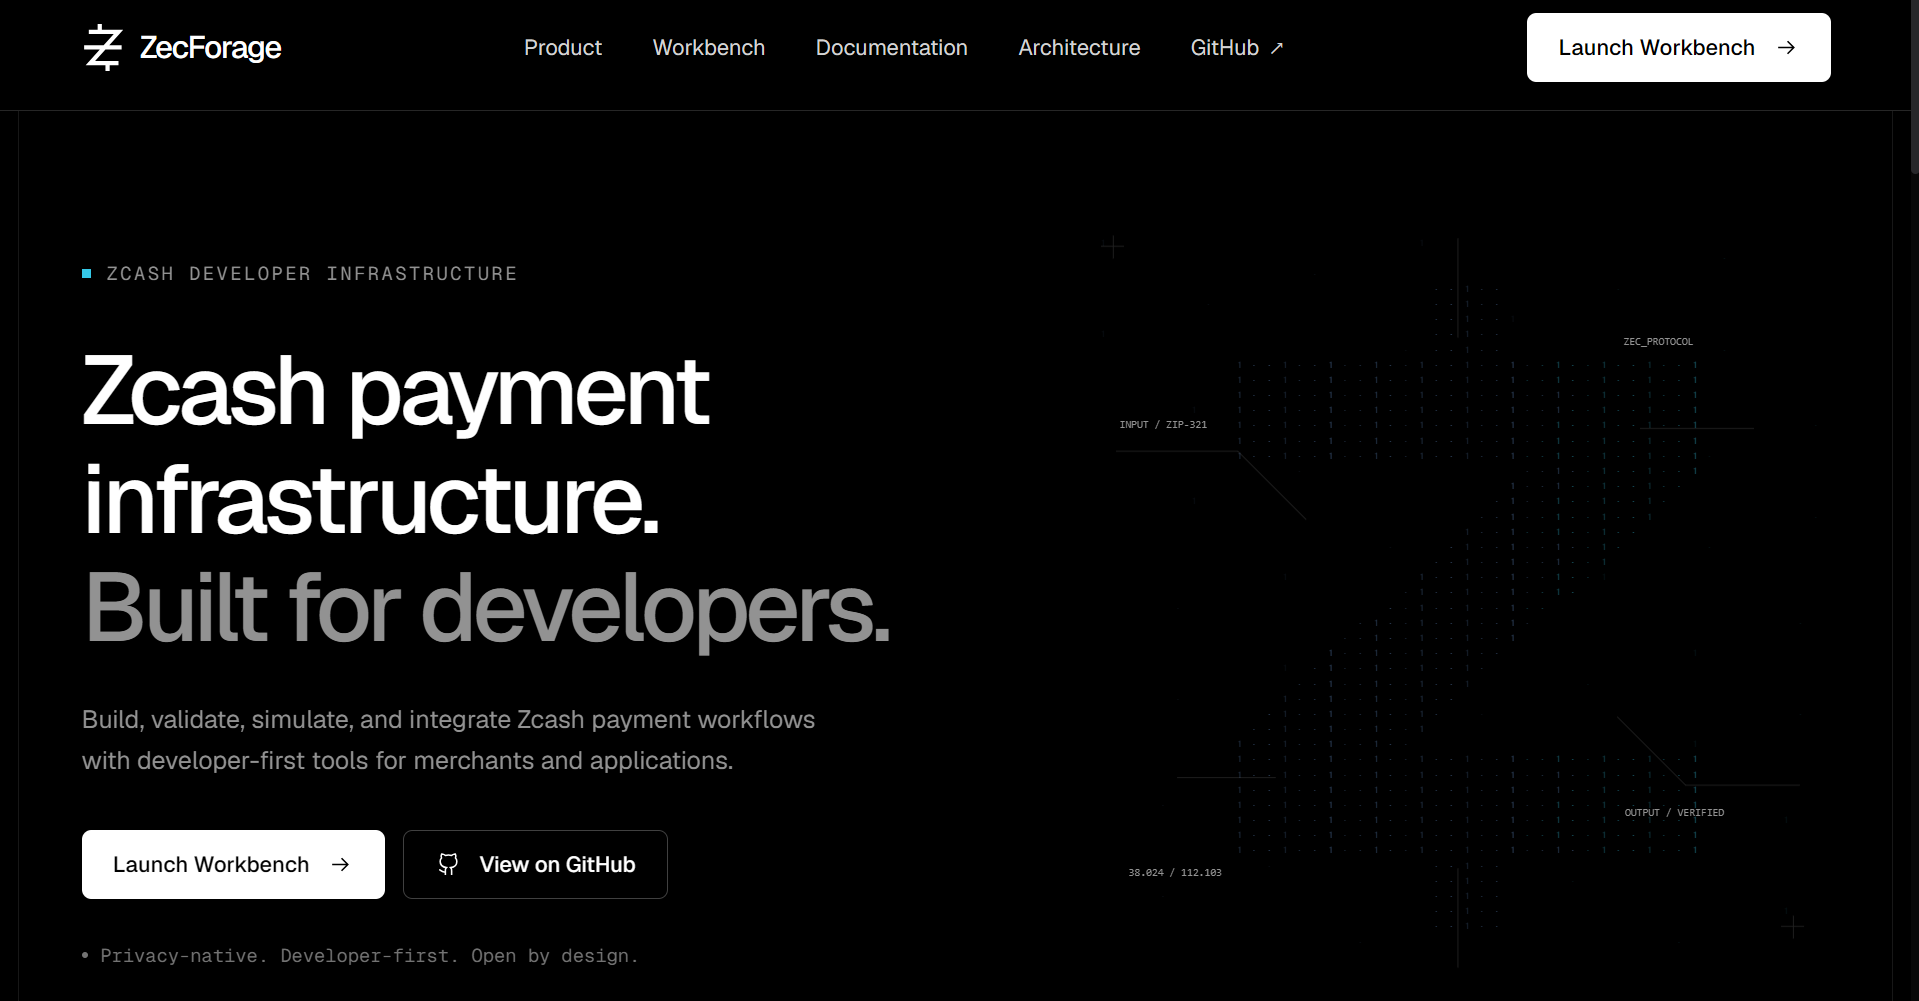 ZecForage
Product
Workbench
Documentation
Architecture
GitHub ↗
Launch Workbench →
ZCASH DEVELOPER INFRASTRUCTURE
Zcash payment
infrastructure.
Built for developers.
Build, validate, simulate, and integrate Zcash payment workflows
with developer-first tools for merchants and applications.
Launch Workbench →
View on GitHub
• Privacy-native. Developer-first. Open by design.
ZEC_PROTOCOL
INPUT / ZIP-321
OUTPUT / VERIFIED
38.024 / 112.103